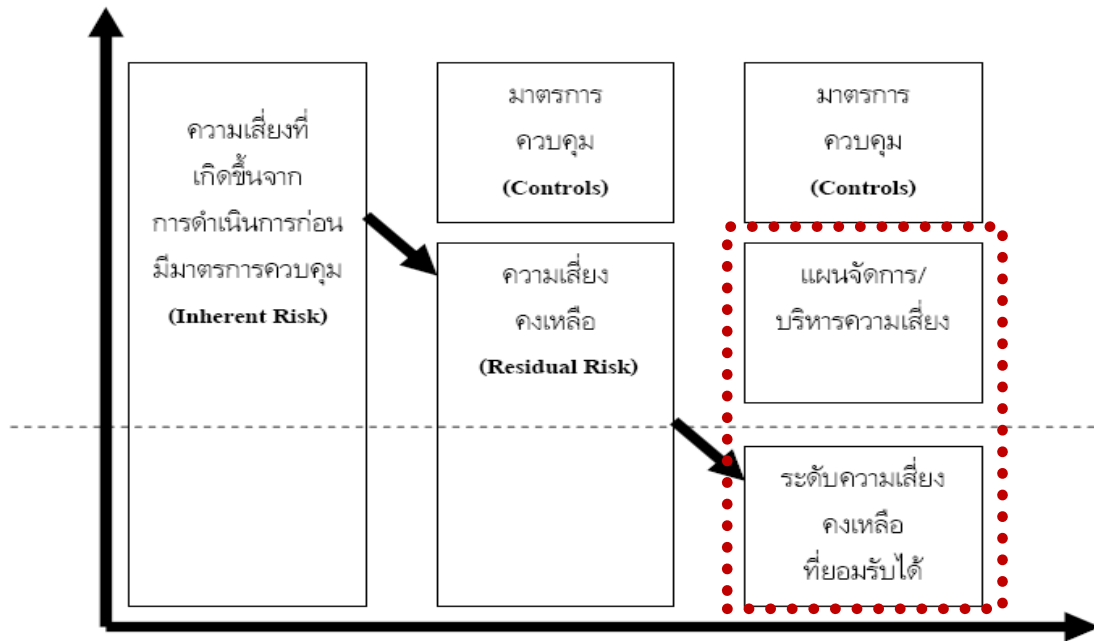 ความเสี่ยงที่
เกิดขึ้นจาก
การดำเนินการก่อน
มีมาตรการควบคุม
(Inherent Risk)
มาตรการ
ควบคุม
(Controls)
ความเสี่ยง
คงเหลือ
(Residual Risk)
มาตรการ
ควบคุม
(Controls)
แผนจัดการ/
บริหารความเสี่ยง
ระดับความเสี่ยง
คงเหลือ
ที่ยอมรับได้